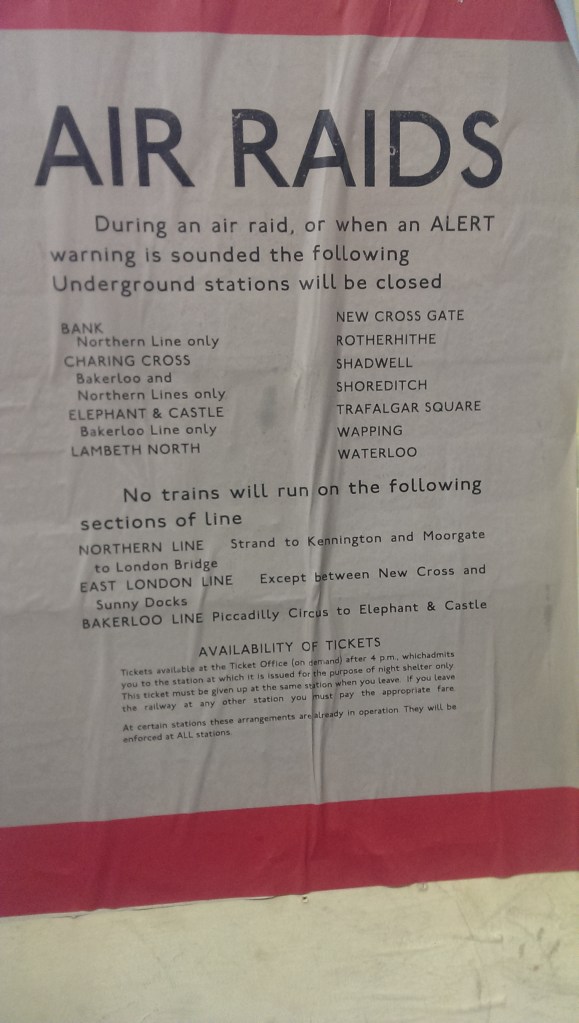 AIR RAIDS
During an air raid, or when an ALERT
warning is sounded the following
Underground stations will be closed
BANK
Northern Line only
CHARING CROSS
Bakerloo and
Northern Lines only
ELEPHANT & CASTLE
Bakerloo Line only
LAMBETH NORTH
NEW CROSS GATE
ROTHERHITHE
SHADWELL
SHOREDITCH
TRAFALGAR SQUARE
WAPPING
WATERLOO
No trains will run on the following
sections of line
NORTHERN LINE Strand to Kennington and Moorgate
to London Bridge
EAST LONDON LINE Except between New Cross and
Sunny Docks
BAKERLOO LINE Piccadilly Circus to Elephant & Castle
AVAILABILITY OF TICKETS
Tickets available at the Ticket Office (on demand) after 4 p.m., whichadmits
you to the station at which it is issued for the purpose of night shelter only
This ticket must be given up at the same station when you leave. If you leave
the railway at any other station you must pay the appropriate fare
At certain stations these arrangements are already in operation. They will be
enforced at ALL stations.